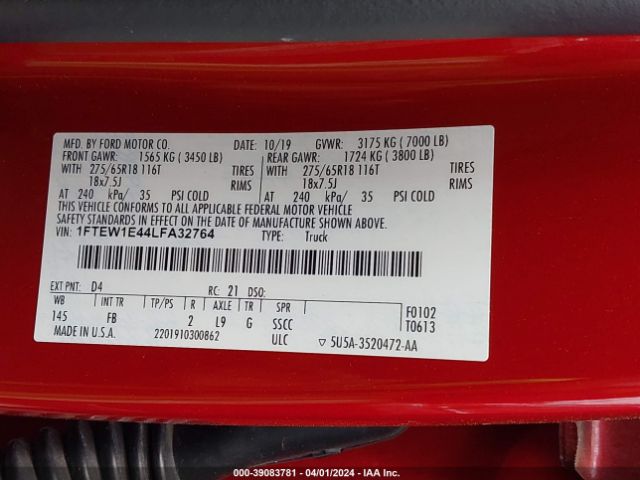 MFD. BY FORD MOTOR CO. DATE: 10/19 GVWR: 3175 KG ( 7000 LB)
FRONT GAWR: 1565 KG ( 3450 LB) REAR GAWR: 1724 KG ( 3800 LB)
WITH 275/65R18 116T TIRES WITH 275/65R18 116T TIRES
18x7.5J RIMS 18x7.5J RIMS
AT 240 kPa/ 35 PSI COLD AT 240 kPa/ 35 PSI COLD
THIS VEHICLE CONFORMS TO ALL APPLICABLE FEDERAL MOTOR VEHICLE
SAFETY STANDARDS IN EFFECT ON THE DATE OF MANUFACTURE SHOWN ABOVE.
VIN: 1FTEW1E44LFA32764 TYPE: Truck
EXT PNT: D4 RC: 21 DSO:
WB INT TR TP/PS R AXLE TR SPR F0102
145 FB 2 L9 G SSCC T0613
MADE IN U.S.A. 2201910300862 ULC ▽ 5U5A-3520472-AA
000-39083781 - 04/01/2024 - IAA Inc.